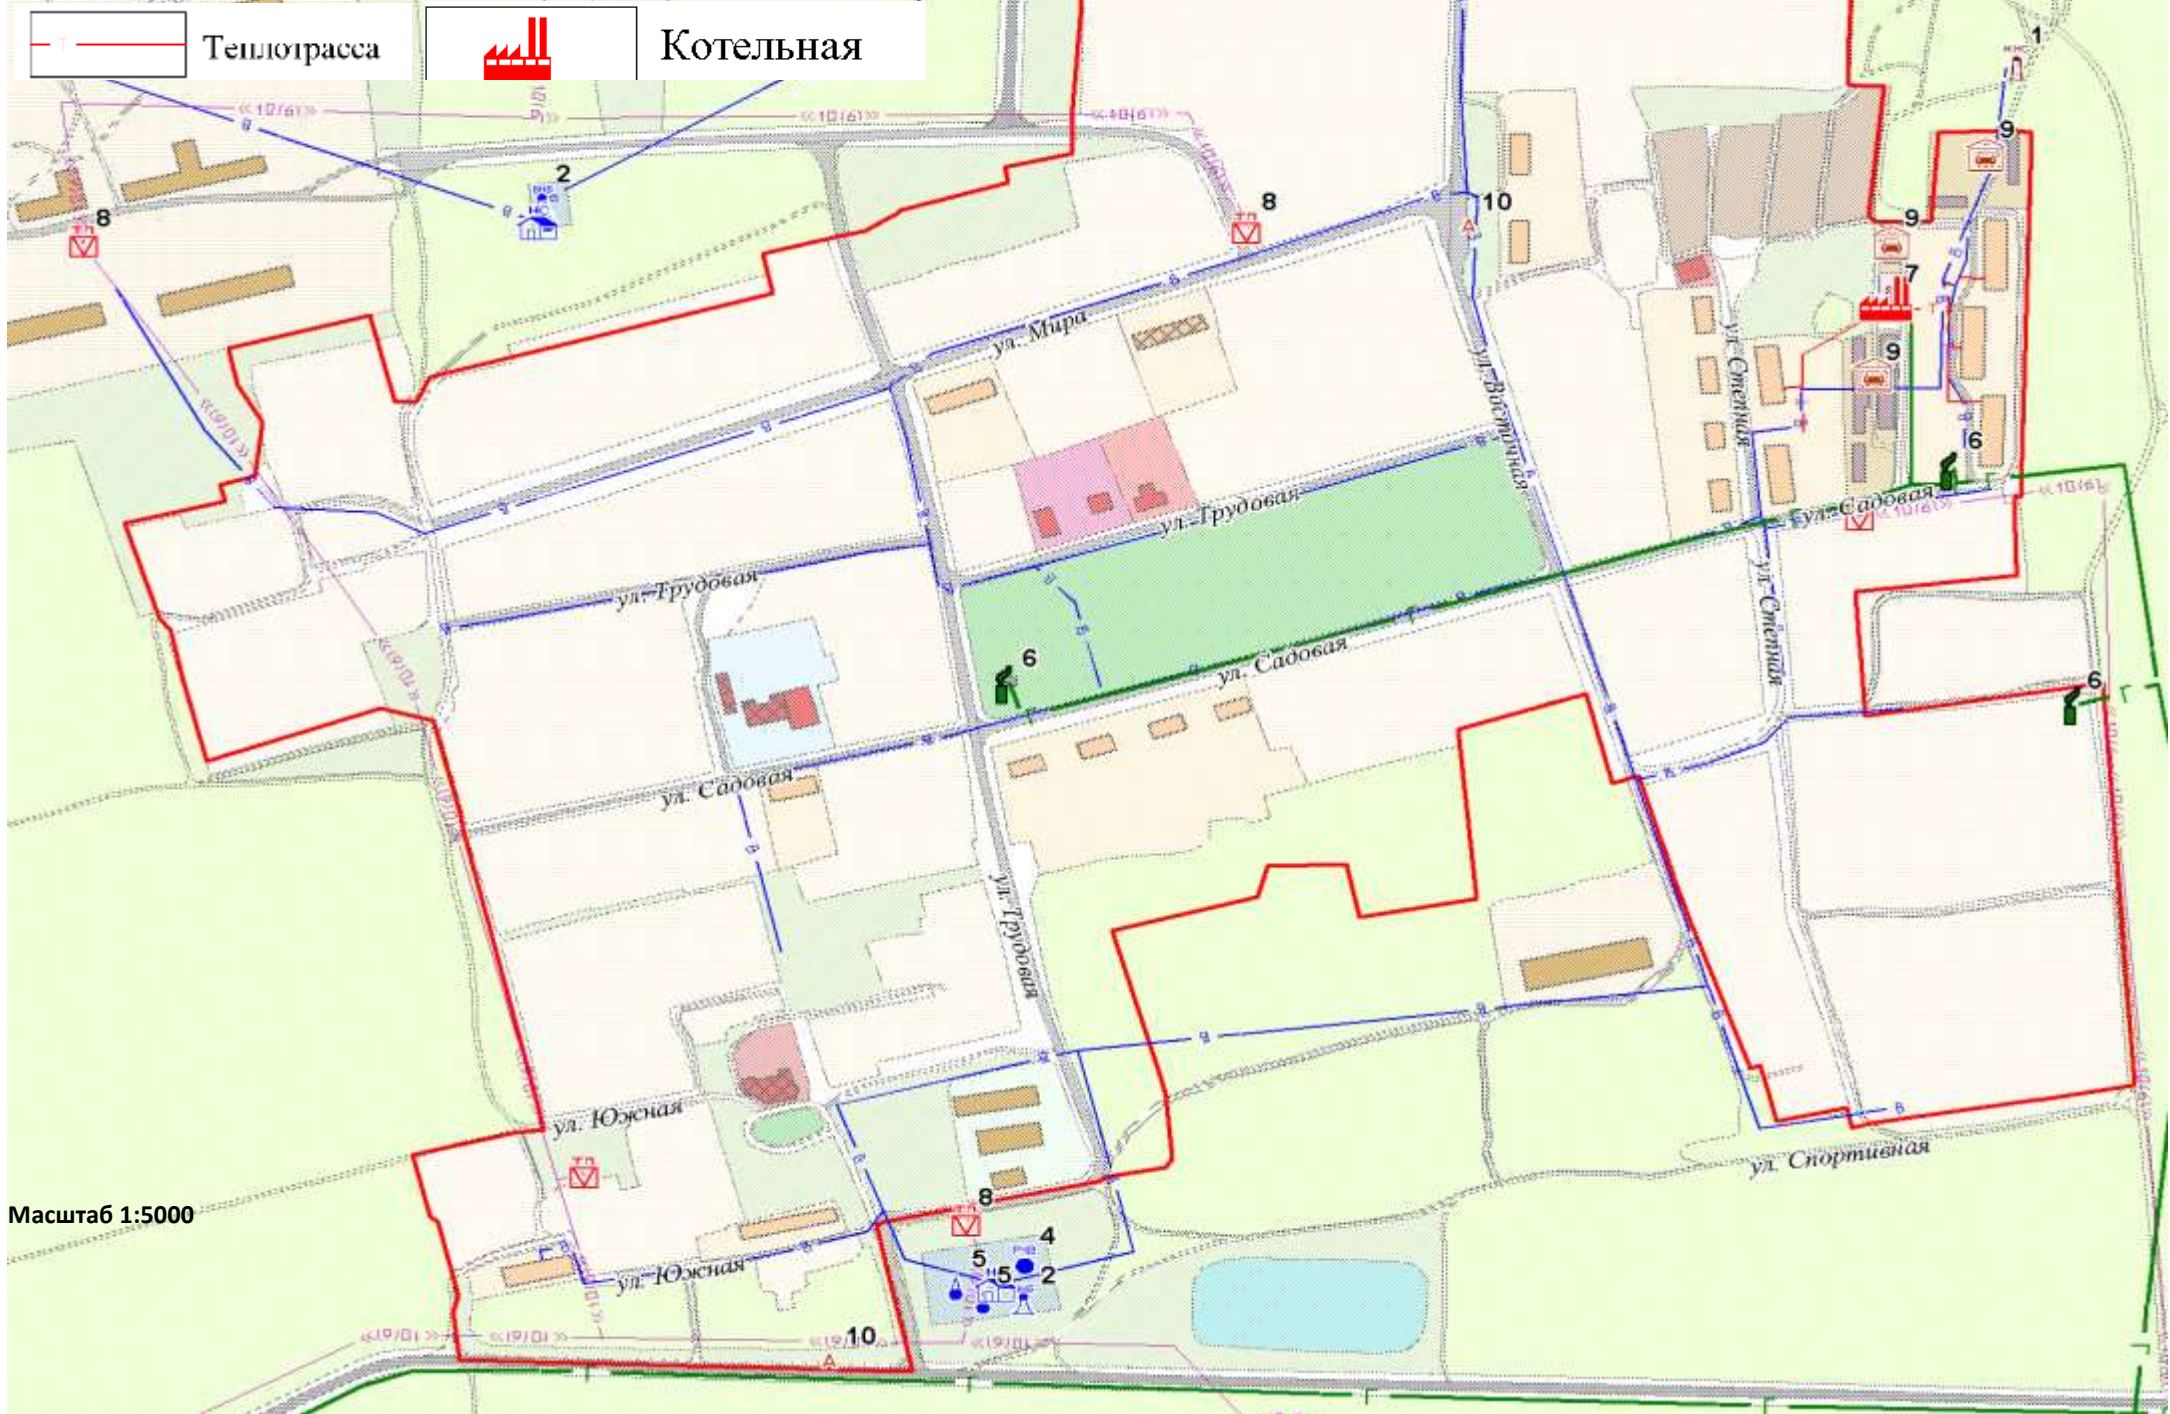 Т
Теплотрасса
Котельная
1
9
2
8
8
10
9
7
9
6
ул. Мира
ул. Восточная
ул. Степная
ул. Трудовая
ул. Садовая
ул. Трудовая
ул. Степная
6
ул. Садовая
6
ул. Садовая
ул. Трудовая
ул. Южная
ул. Спортивная
Масштаб 1:5000
8
4
5
5
2
ул. Южная
10